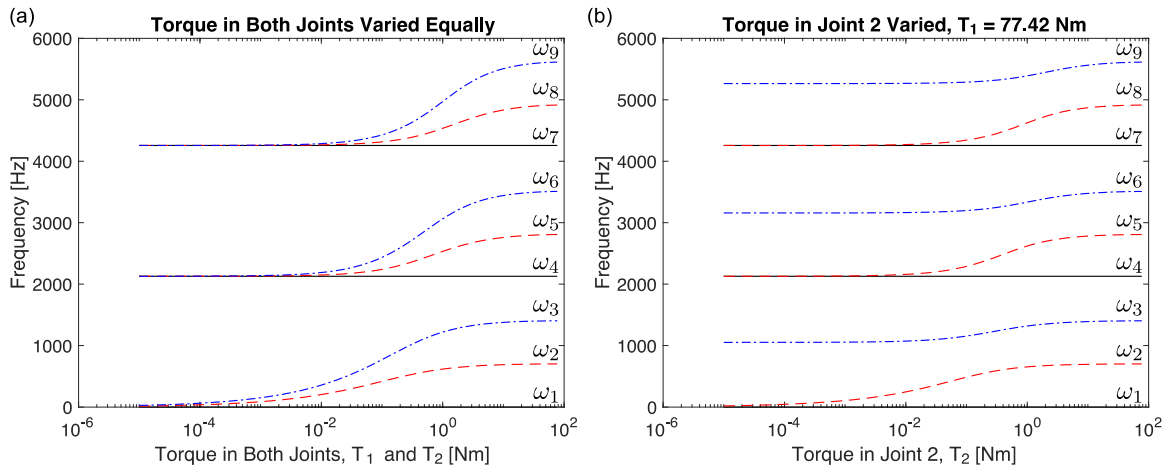 (a)
Torque in Both Joints Varied Equally
6000
5000
4000
3000
2000
1000
0
Frequency [Hz]
ω9
ω8
ω7
ω6
ω5
ω4
ω3
ω2
ω1
10^-6
10^-4
10^-2
10^0
10^2
Torque in Both Joints, T1 and T2 [Nm]
(b)
Torque in Joint 2 Varied, T1 = 77.42 Nm
6000
5000
4000
3000
2000
1000
0
Frequency [Hz]
ω9
ω8
ω7
ω6
ω5
ω4
ω3
ω2
ω1
10^-6
10^-4
10^-2
10^0
10^2
Torque in Joint 2, T2 [Nm]